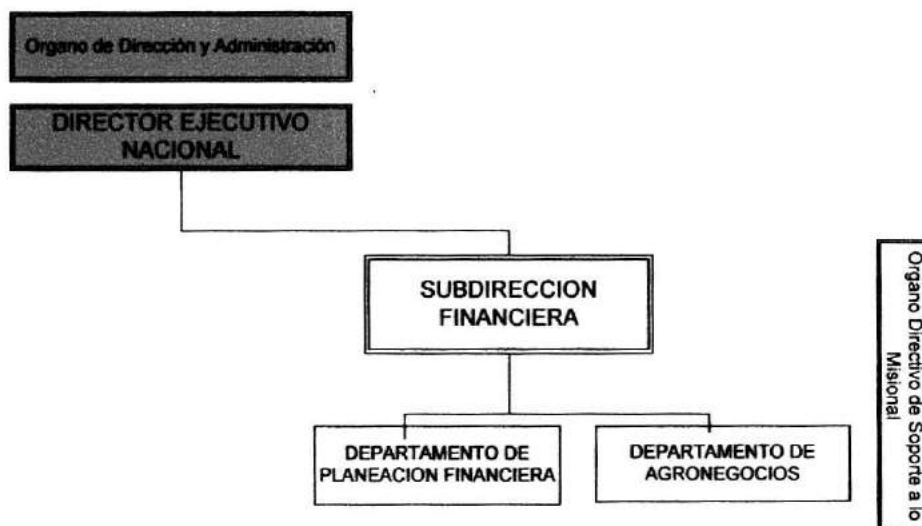 Organo de Dirección y Administración
DIRECTOR EJECUTIVO
NACIONAL
SUBDIRECCION
FINANCIERA
Organo Directivo de Soporte a lo
Misional
DEPARTAMENTO DE
PLANEACION FINANCIERA
DEPARTAMENTO DE
AGRONEGOCIOS